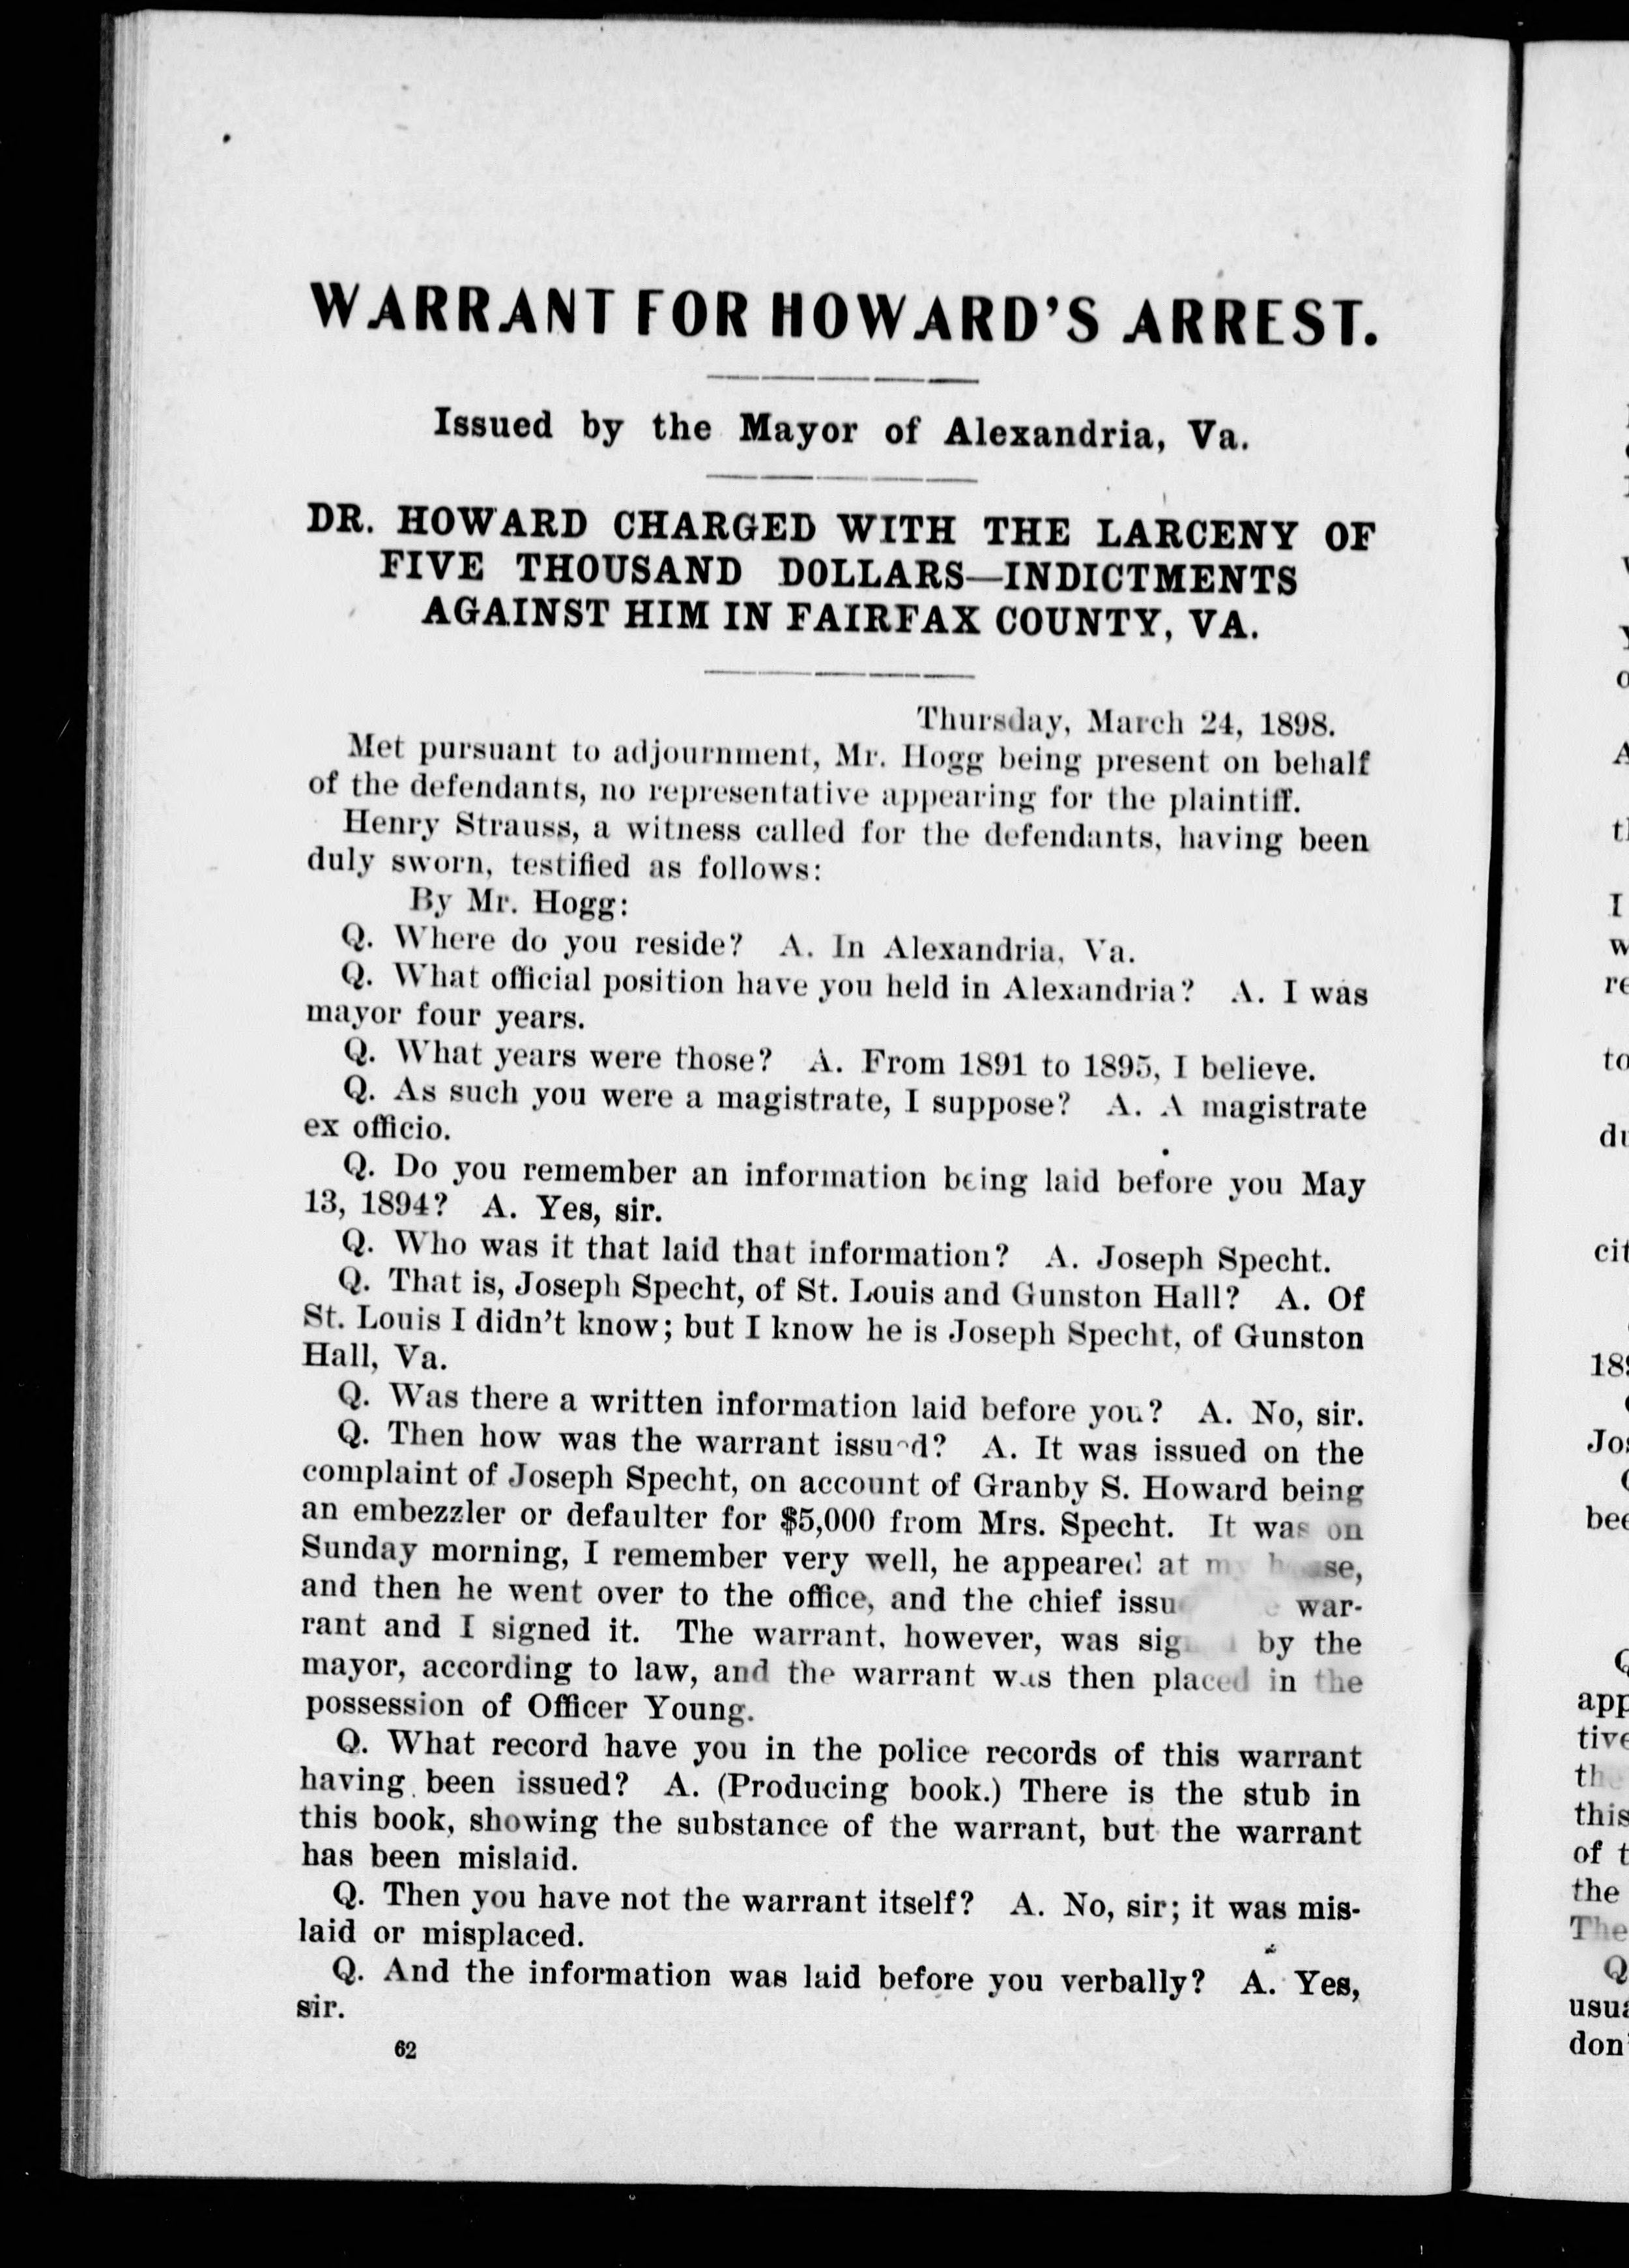 WARRANT FOR HOWARD'S ARREST.
Issued by the Mayor of Alexandria, Va.
DR. HOWARD CHARGED WITH THE LARCENY OF
FIVE THOUSAND DOLLARS—INDICTMENTS
AGAINST HIM IN FAIRFAX COUNTY, VA.
Thursday, March 24, 1898.
Met pursuant to adjournment, Mr. Hogg being present on behalf
of the defendants, no representative appearing for the plaintiff.
Henry Strauss, a witness called for the defendants, having been
duly sworn, testified as follows:
By Mr. Hogg:
Q. Where do you reside? A. In Alexandria, Va.
Q. What official position have you held in Alexandria? A. I was
mayor four years.
Q. What years were those? A. From 1891 to 1895, I believe.
Q. As such you were a magistrate, I suppose? A. A magistrate
ex officio.
Q. Do you remember an information being laid before you May
13, 1894? A. Yes, sir.
Q. Who was it that laid that information? A. Joseph Specht.
Q. That is, Joseph Specht, of St. Louis and Gunston Hall? A. Of
St. Louis I didn't know; but I know he is Joseph Specht, of Gunston
Hall, Va.
Q. Was there a written information laid before you? A. No, sir.
Q. Then how was the warrant issued? A. It was issued on the
complaint of Joseph Specht, on account of Granby S. Howard being
an embezzler or defaulter for $5,000 from Mrs. Specht. It was on
Sunday morning, I remember very well, he appeared at my house,
and then he went over to the office, and the chief war-
rant and I signed it. The warrant, however, was signed by the
mayor, according to law, and the warrant was then placed in the
possession of Officer Young.
Q. What record have you in the police records of this warrant
having been issued? A. (Producing book.) There is the stub in
this book, showing the substance of the warrant, but the warrant
has been mislaid.
Q. Then you have not the warrant itself? A. No, sir; it was mis-
laid or misplaced.
Q. And the information was laid before you verbally? A. Yes,
sir.
62